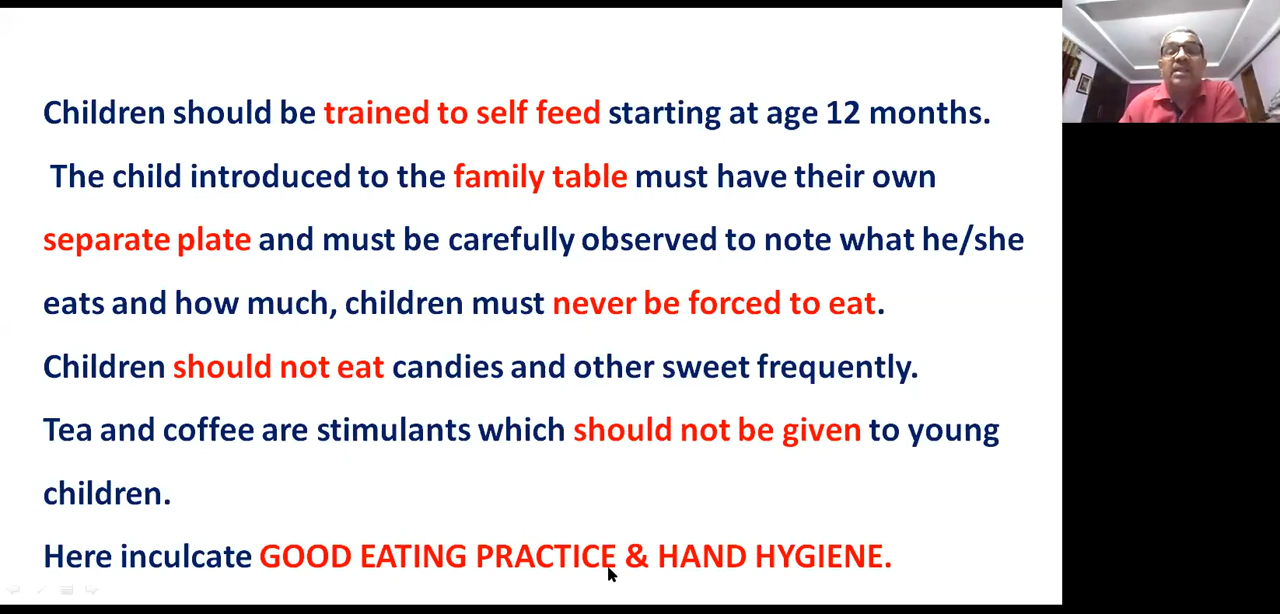 Children should be trained to self feed starting at age 12 months.
The child introduced to the family table must have their own
separate plate and must be carefully observed to note what he/she
eats and how much, children must never be forced to eat.
Children should not eat candies and other sweet frequently.
Tea and coffee are stimulants which should not be given to young
children.
Here inculcate GOOD EATING PRACTICE & HAND HYGIENE.